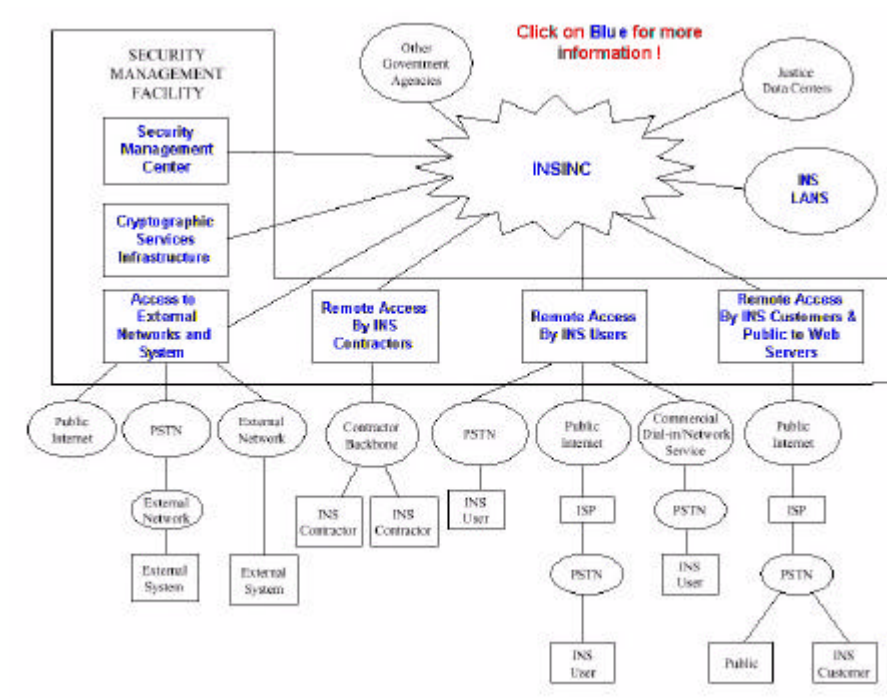 Click on Blue for more
information !
SECURITY
MANAGEMENT
FACILITY
Other
Government
Agencies
Justice
Data Centers
Security
Management
Center
INSINC
INS
LANS
Cryptographic
Services
Infrastructure
Access to
External
Networks and
System
Remote Access
By INS
Contractors
Remote Access
By INS Users
Remote Access
By INS Customers &
Public to Web
Servers
Public
Internet
PSTN
External
Network
Contractor
Backbone
PSTN
Public
Internet
Commercial
Dial-in/Network
Service
Public
Internet
External
Network
INS
Contractor
INS
Contractor
INS
User
ISP
PSTN
ISP
External
System
External
System
PSTN
INS
User
PSTN
INS
User
Public
INS
Customer